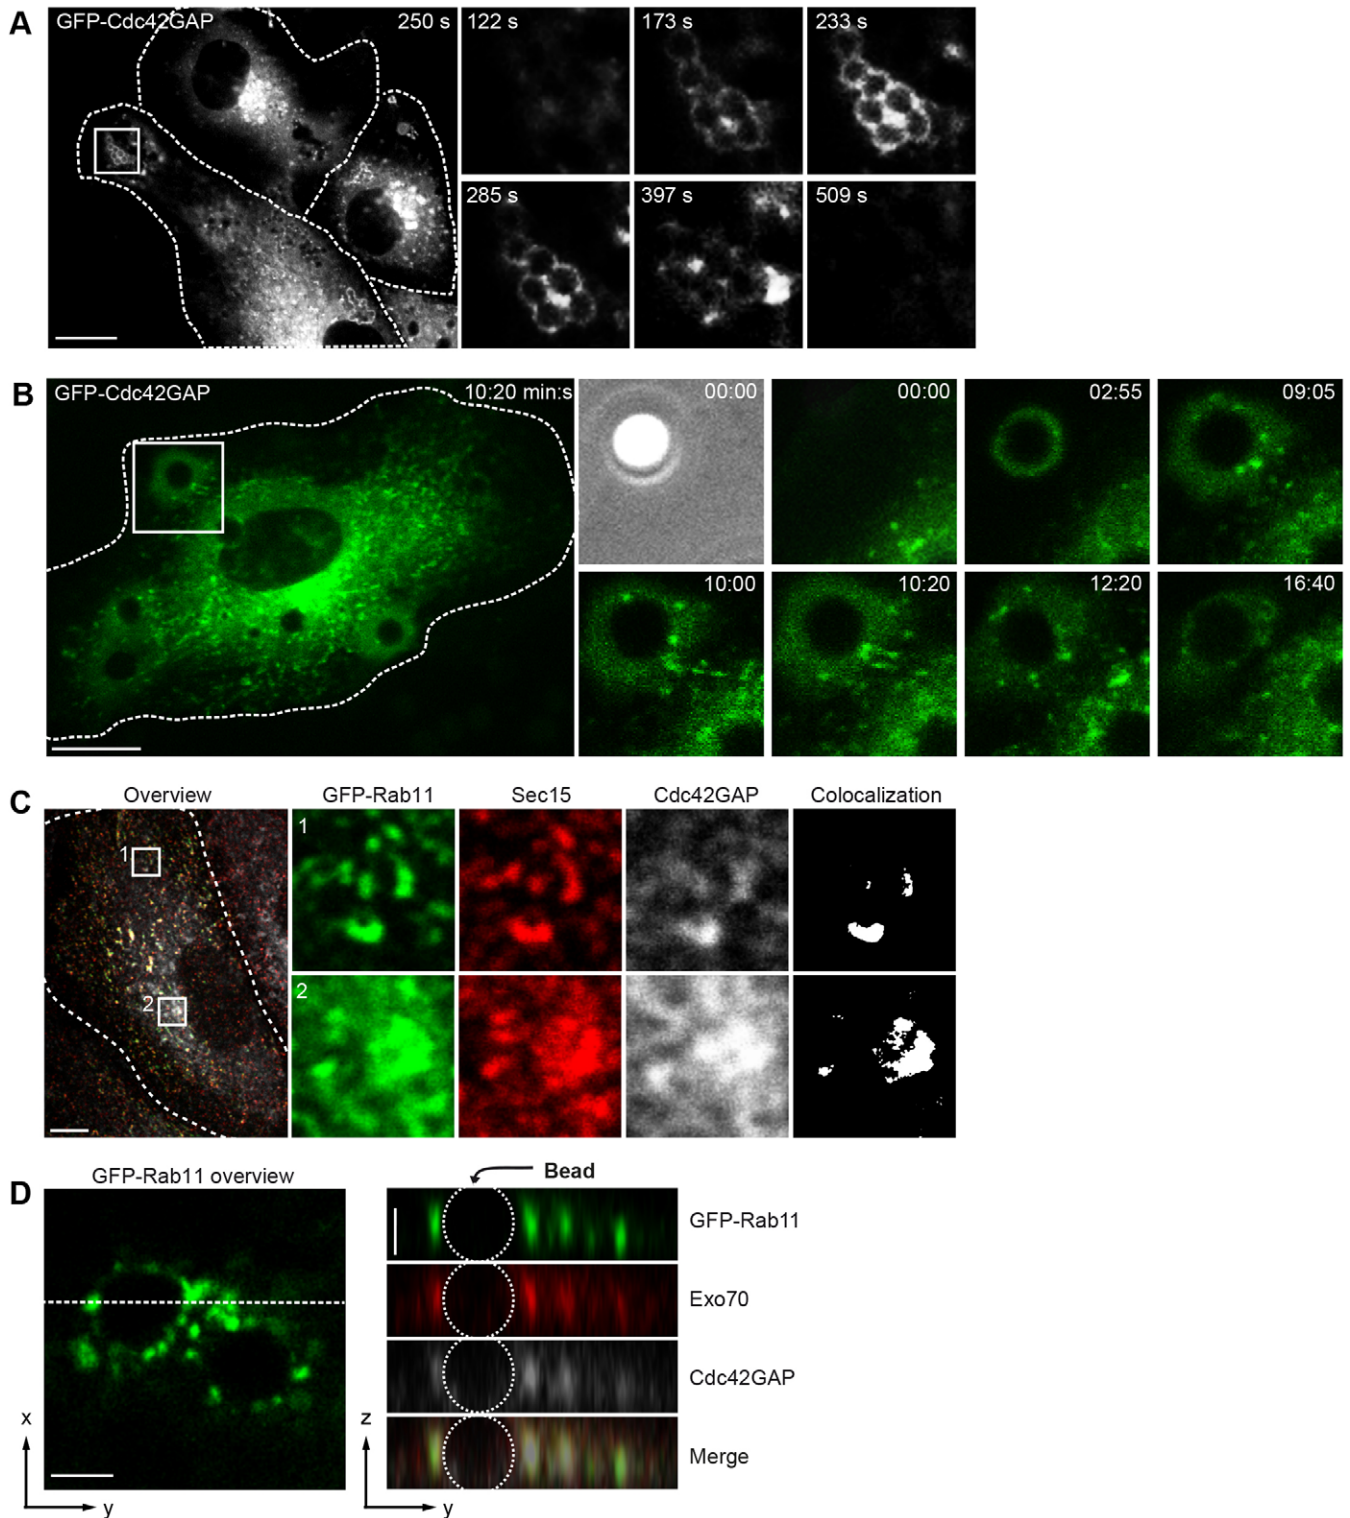 A
GFP-Cdc42GAP 250 s 122 s 173 s 233 s
285 s 397 s 509 s
B
GFP-Cdc42GAP 10:20 min:s 00:00 00:00 02:55 09:05
10:00 10:20 12:20 16:40
C
Overview GFP-Rab11 Sec15 Cdc42GAP Colocalization
1 1
2 2
D
GFP-Rab11 overview
Bead
GFP-Rab11
Exo70
Cdc42GAP
Merge
x z
y y